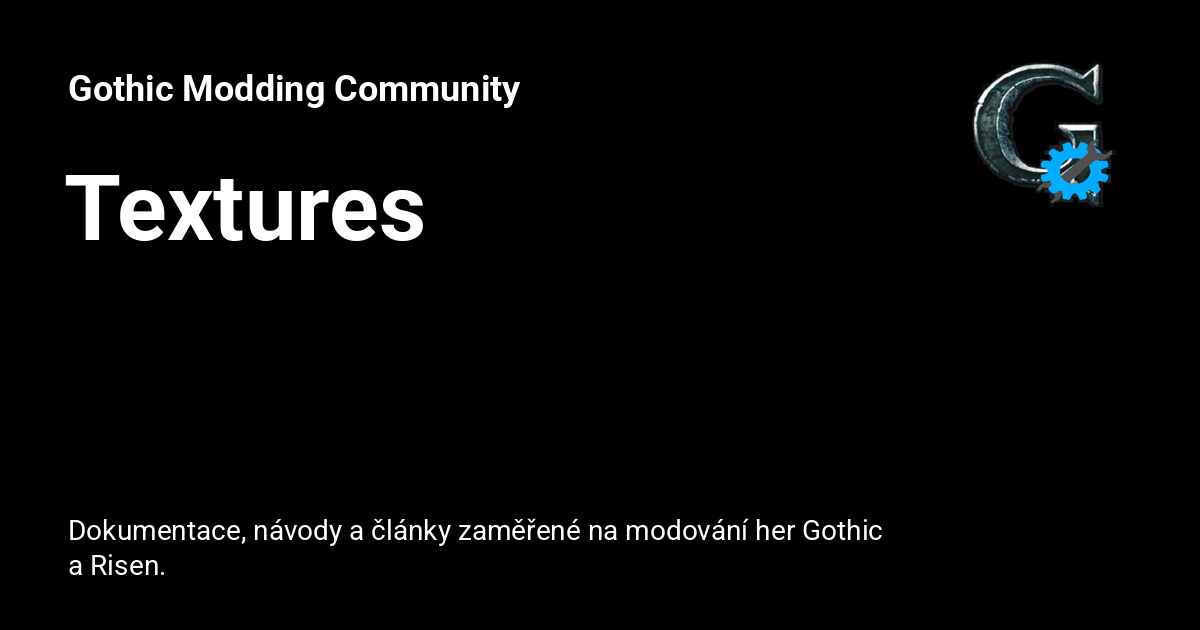 Gothic Modding Community
Textures
Dokumentace, návody a články zaměřené na modování her Gothic
a Risen.